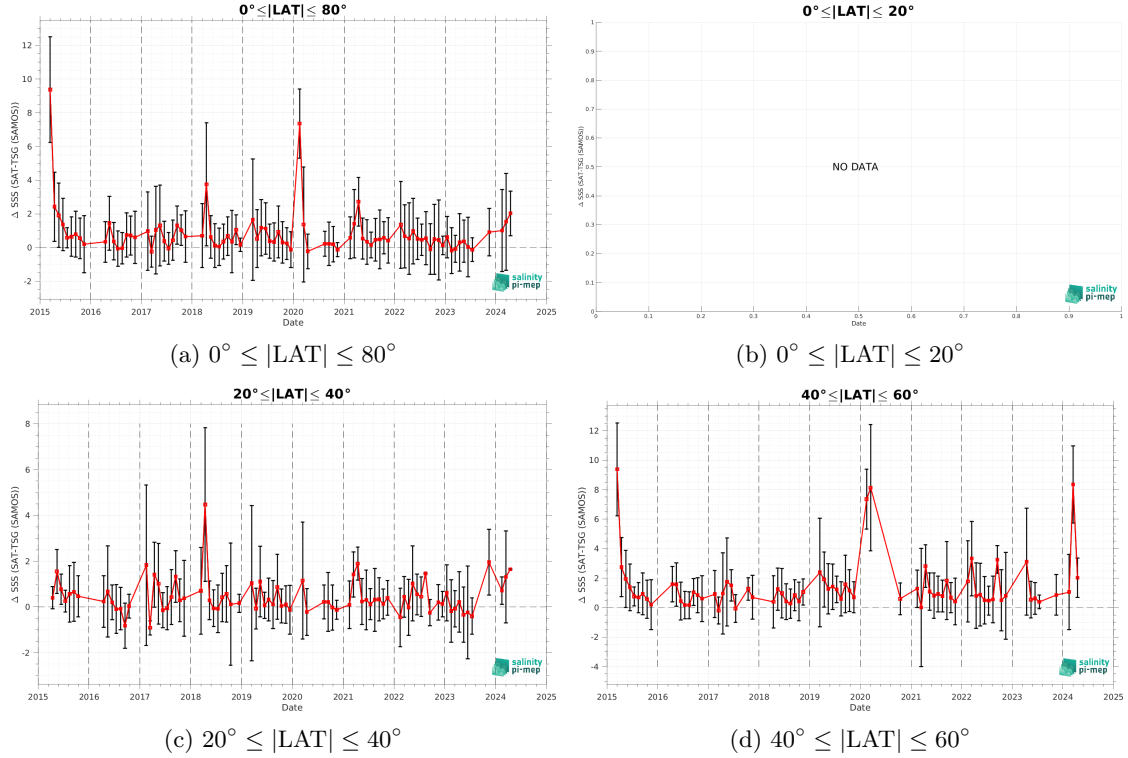 0°≤|LAT|≤ 80°
Δ SSS (SAT-TSG (SAMOS))
12
10
8
6
4
2
0
-2
2015 2016 2017 2018 2019 2020 2021 2022 2023 2024 2025
Date
salinity
pi-mep
(a) 0° ≤ |LAT| ≤ 80°
0°≤|LAT|≤ 20°
Δ SSS (SAT-TSG (SAMOS))
1
0.9
0.8
0.7
0.6
0.5
0.4
0.3
0.2
0.1
0
NO DATA
0 0.1 0.2 0.3 0.4 0.5 0.6 0.7 0.8 0.9 1
Date
salinity
pi-mep
(b) 0° ≤ |LAT| ≤ 20°
20°≤|LAT|≤ 40°
Δ SSS (SAT-TSG (SAMOS))
8
6
4
2
0
-2
2015 2016 2017 2018 2019 2020 2021 2022 2023 2024 2025
Date
salinity
pi-mep
(c) 20° ≤ |LAT| ≤ 40°
40°≤|LAT|≤ 60°
Δ SSS (SAT-TSG (SAMOS))
12
10
8
6
4
2
0
-2
-4
2015 2016 2017 2018 2019 2020 2021 2022 2023 2024 2025
Date
salinity
pi-mep
(d) 40° ≤ |LAT| ≤ 60°